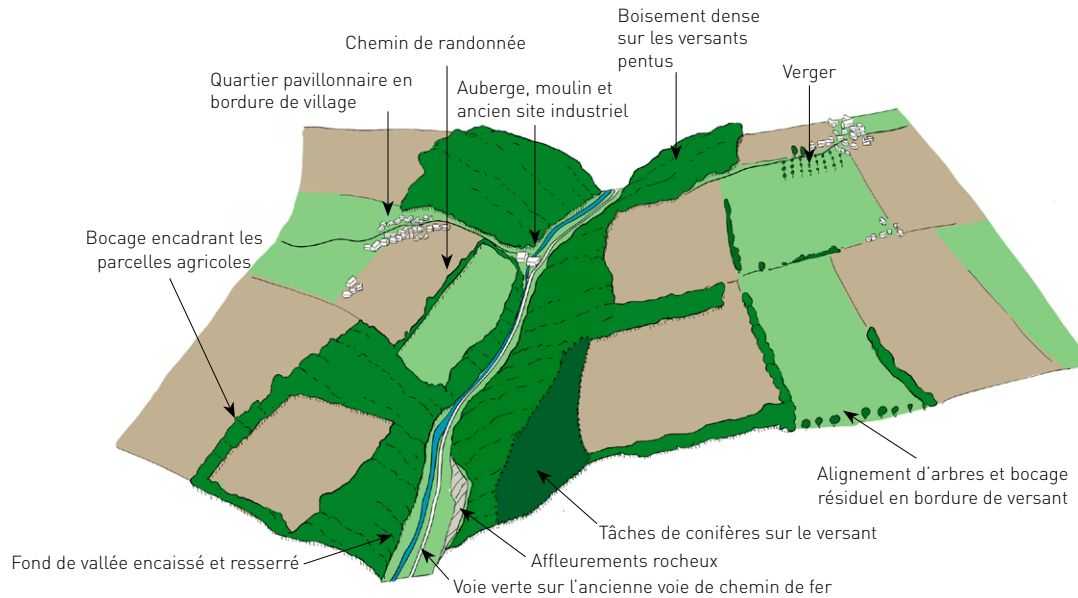 Boisement dense
sur les versants
pentus
Chemin de randonnée
Verger
Quartier pavillonnaire en
bordure de village
Auberge, moulin et
ancien site industriel
Bocage encadrant les
parcelles agricoles
Alignement d'arbres et bocage
résiduel en bordure de versant
Tâches de conifères sur le versant
Fond de vallée encaissé et resserré
Affleurements rocheux
Voie verte sur l'ancienne voie de chemin de fer